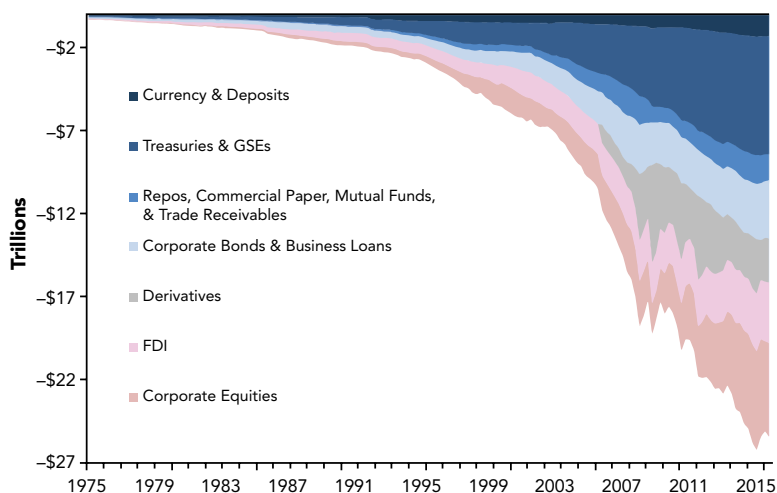 Trillions
–$2
–$7
–$12
–$17
–$22
–$27
Currency & Deposits
Treasuries & GSEs
Repos, Commercial Paper, Mutual Funds,
& Trade Receivables
Corporate Bonds & Business Loans
Derivatives
FDI
Corporate Equities
1975 1979 1983 1987 1991 1995 1999 2003 2007 2011 2015